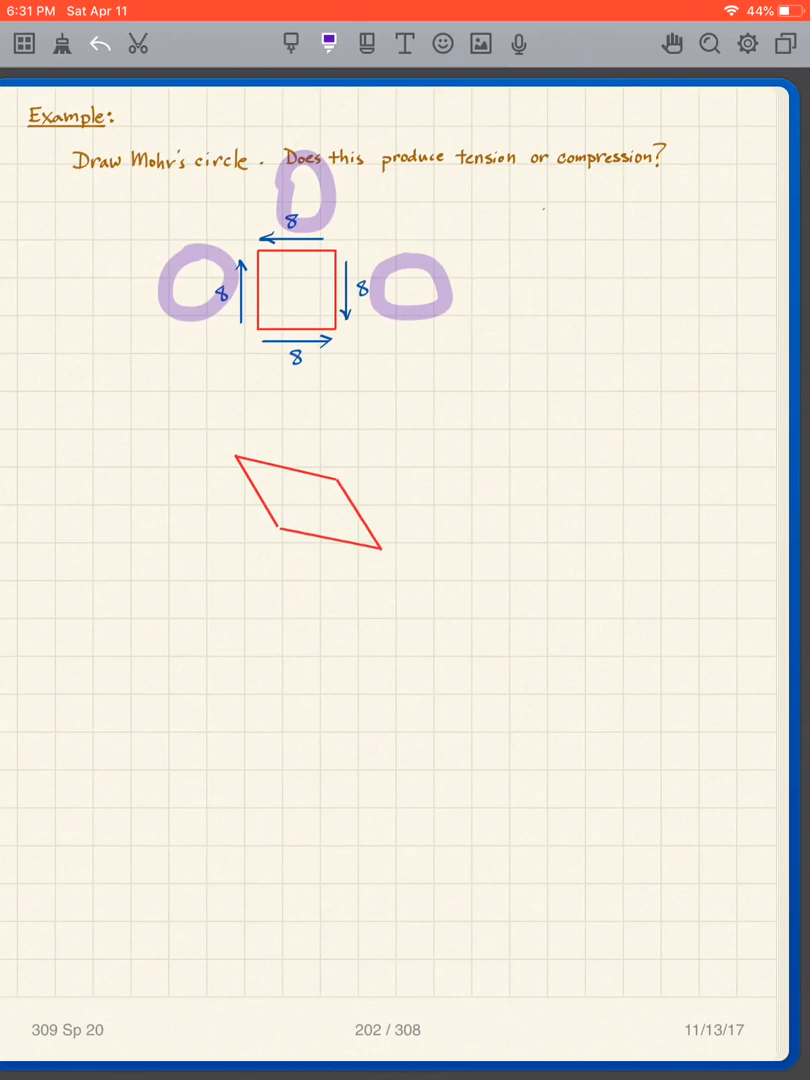 6:31 PM Sat Apr 11 44%
Example:
Draw Mohr's circle. Does this produce tension or compression?
8
8 8
8
309 Sp 20 202 / 308 11/13/17